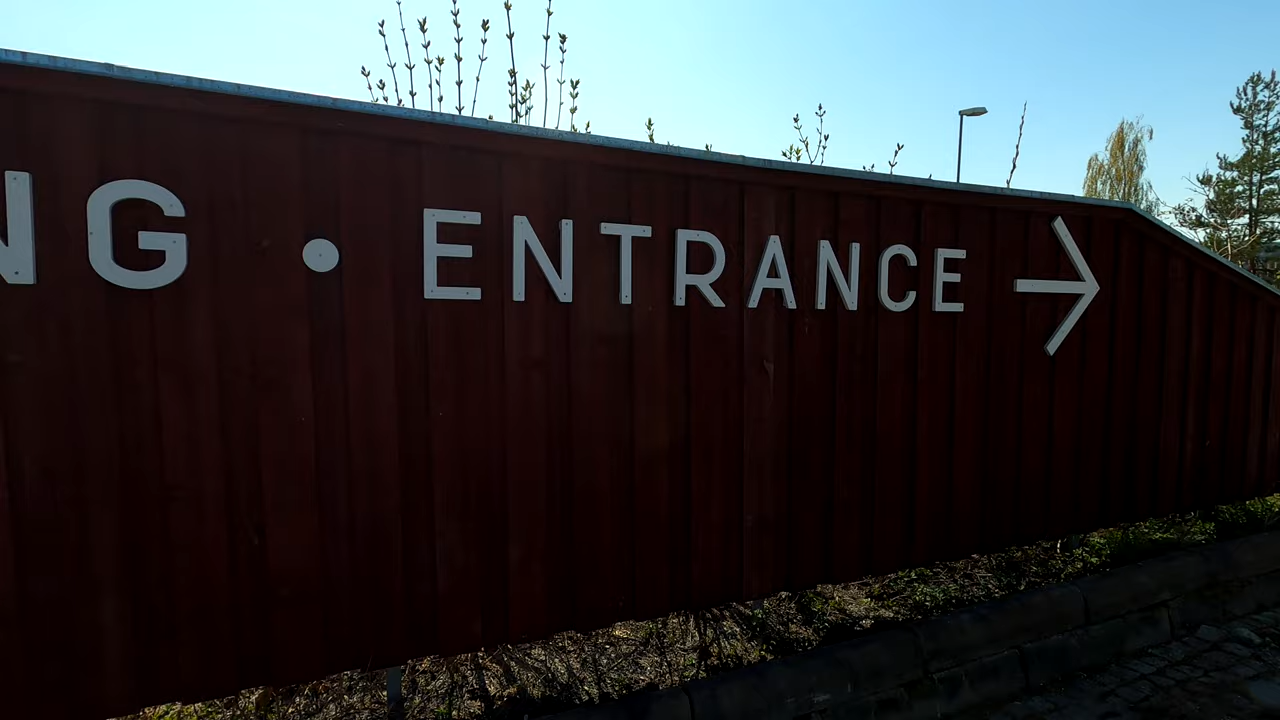 NG • ENTRANCE →